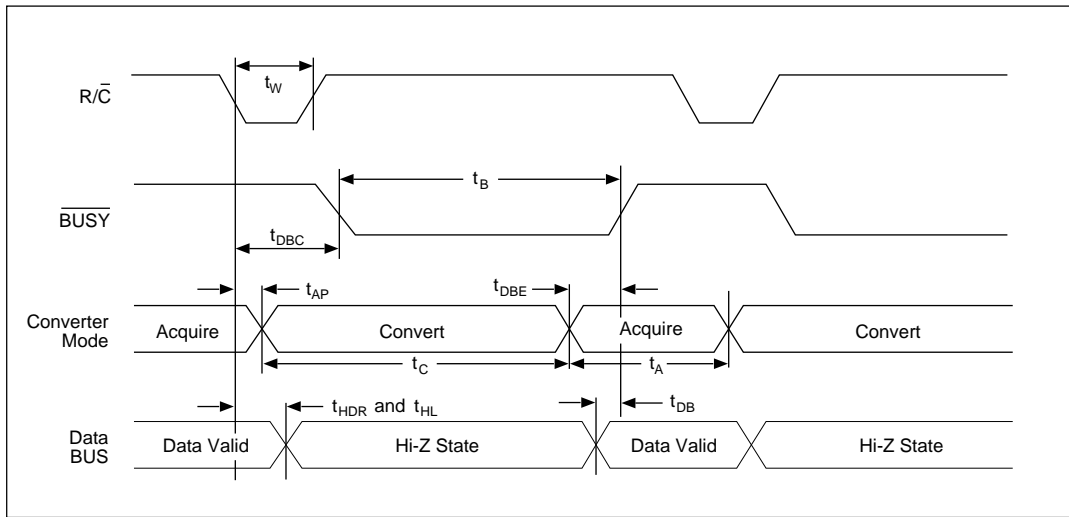 R/C̅
t_W
B̅U̅S̅Y̅
t_B
t_DBC
Converter
Mode
Acquire
t_AP
Convert
t_DBE
Acquire
Convert
t_C
t_A
Data
BUS
Data Valid
t_HDR and t_HL
Hi-Z State
t_DB
Data Valid
Hi-Z State